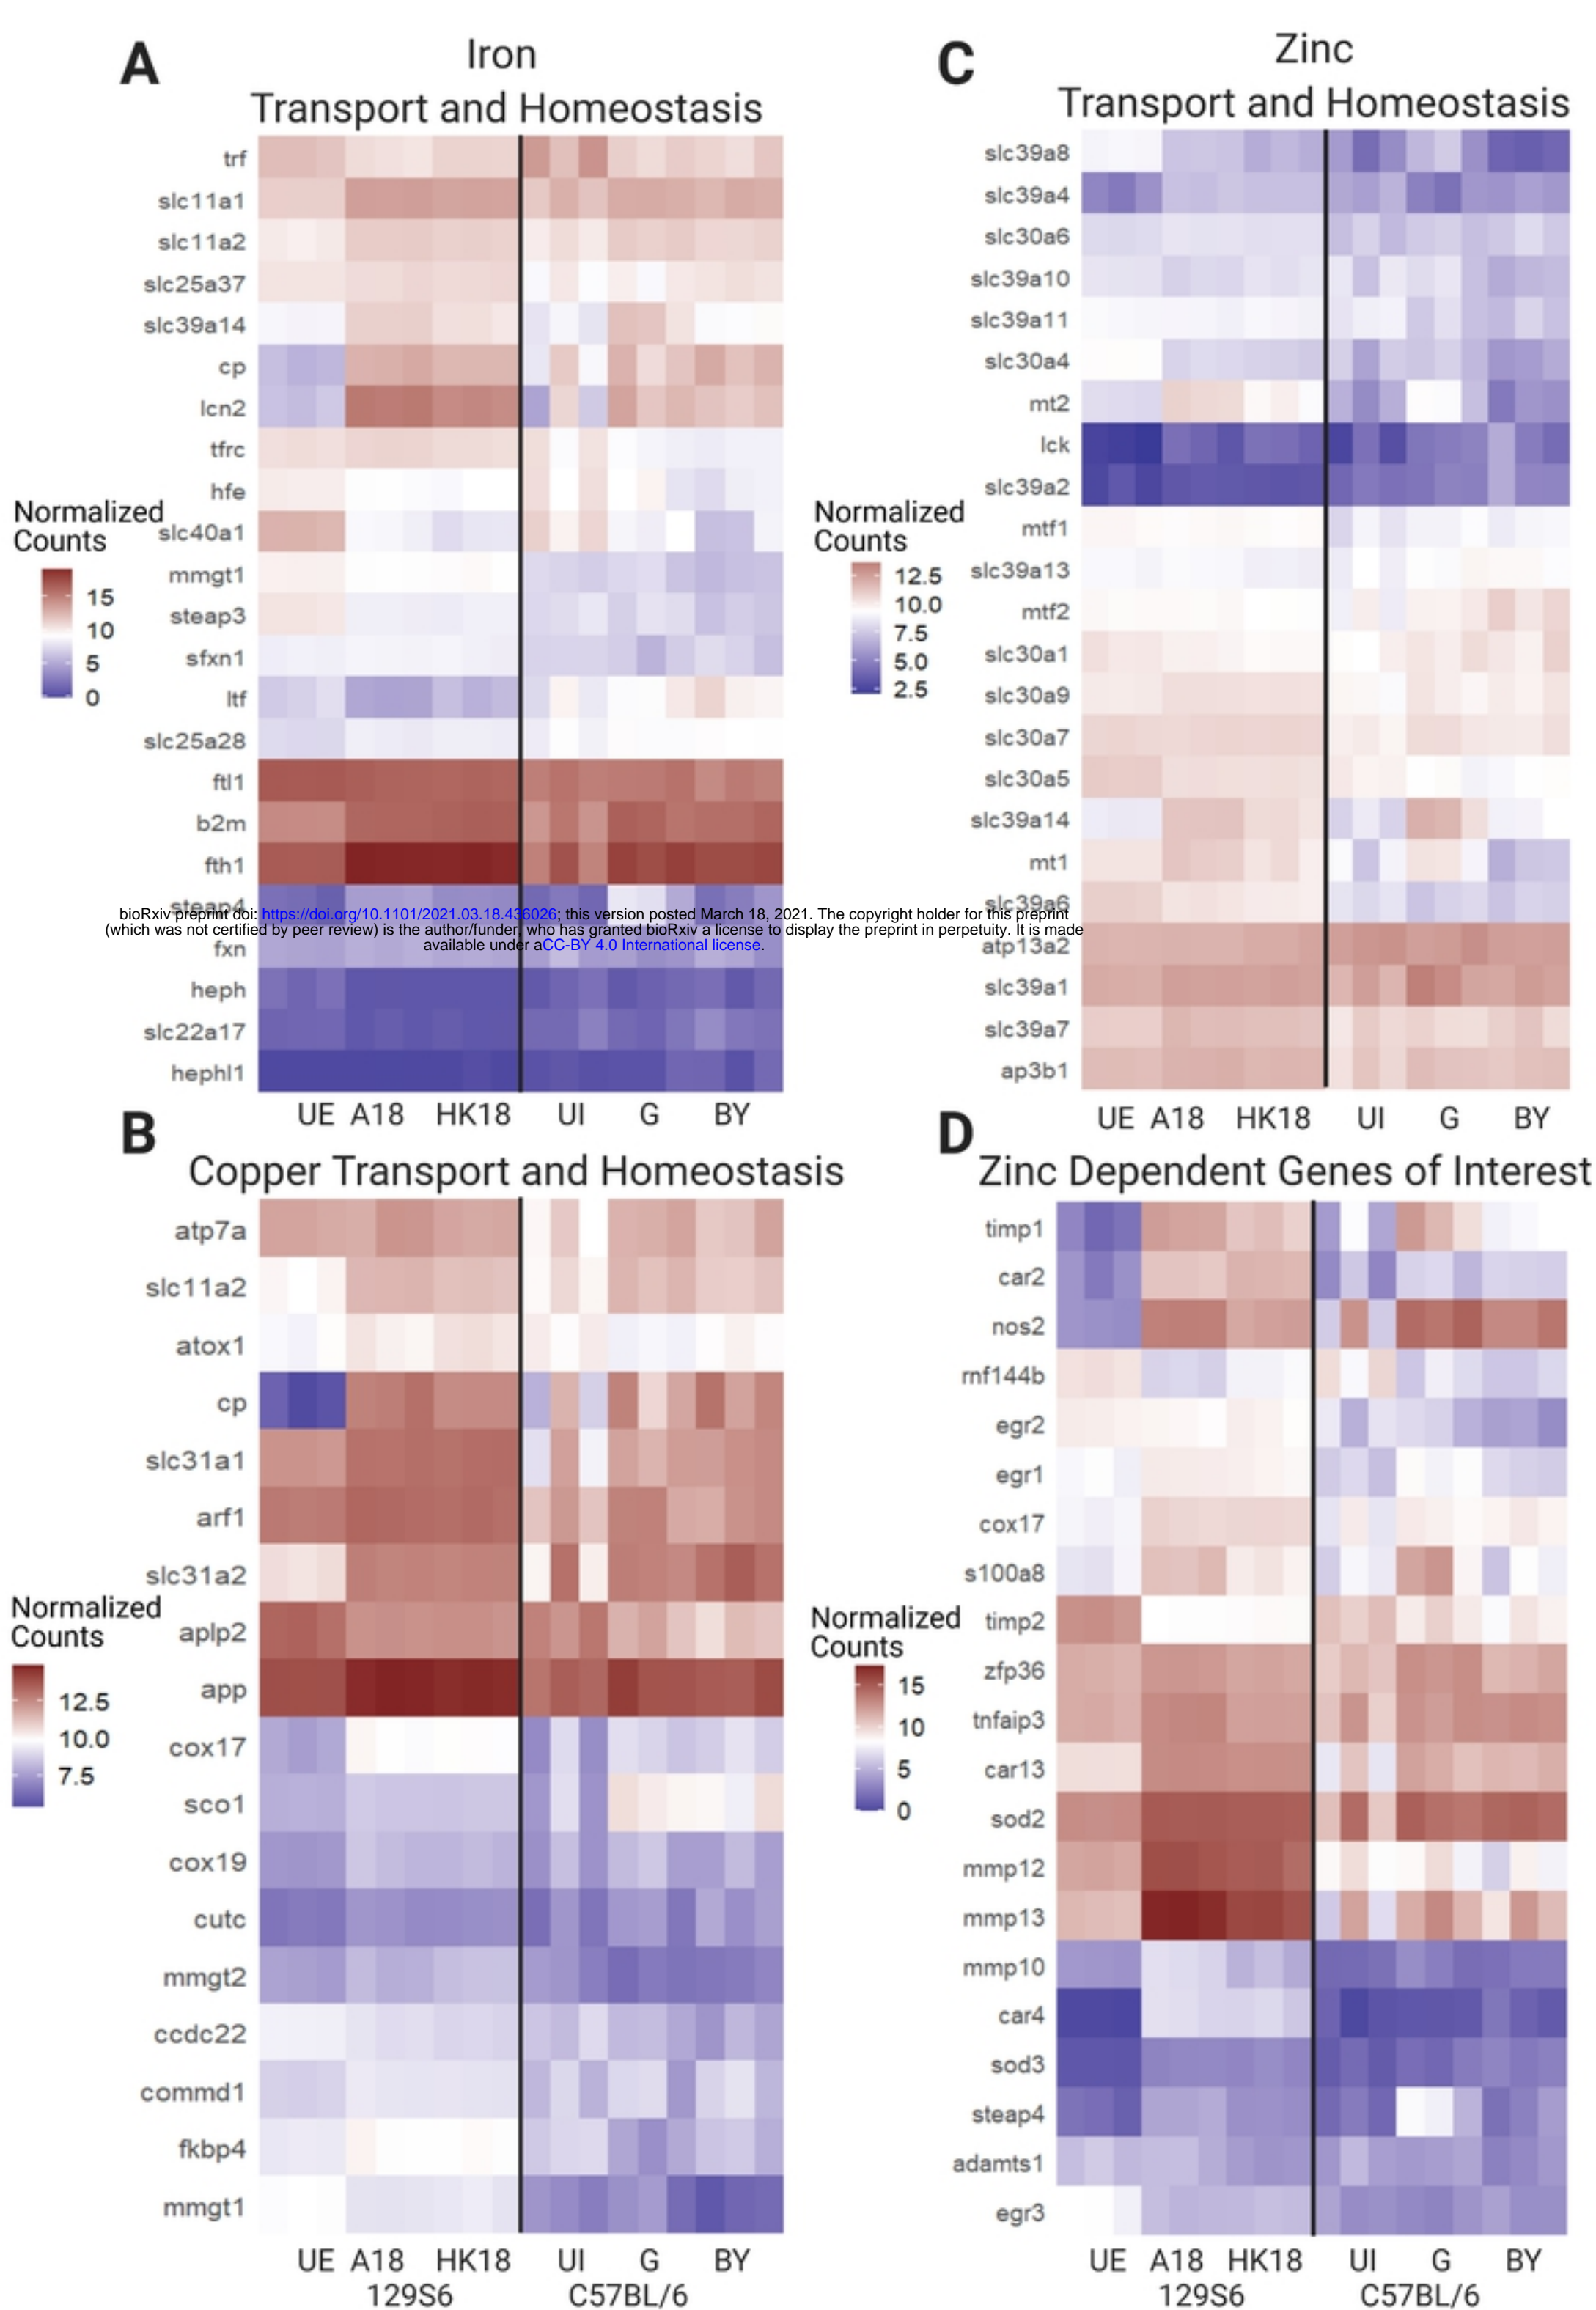 A
Iron
Transport and Homeostasis
trf
slc11a1
slc11a2
slc25a37
slc39a14
cp
lcn2
tfrc
hfe
slc40a1
mmgt1
steap3
sfxn1
ltf
slc25a28
ftl1
b2m
fth1
steap4
fxn
heph
slc22a17
hephl1
Normalized
Counts
15
10
5
0
UE A18 HK18 UI G BY
C
Zinc
Transport and Homeostasis
slc39a8
slc39a4
slc30a6
slc39a10
slc39a11
slc30a4
mt2
lck
slc39a2
mtf1
slc39a13
mtf2
slc30a1
slc30a9
slc30a7
slc30a5
slc39a14
mt1
slc39a6
atp13a2
slc39a1
slc39a7
ap3b1
Normalized
Counts
12.5
10.0
7.5
5.0
2.5
UE A18 HK18 UI G BY
bioRxiv preprint doi: https://doi.org/10.1101/2021.03.18.436026; this version posted March 18, 2021. The copyright holder for this preprint
(which was not certified by peer review) is the author/funder, who has granted bioRxiv a license to display the preprint in perpetuity. It is made
available under aCC-BY 4.0 International license.
B
Copper Transport and Homeostasis
atp7a
slc11a2
atox1
cp
slc31a1
arf1
slc31a2
aplp2
app
cox17
sco1
cox19
cutc
mmgt2
ccdc22
commd1
fkbp4
mmgt1
Normalized
Counts
12.5
10.0
7.5
UE A18 HK18 UI G BY
129S6 C57BL/6
D
Zinc Dependent Genes of Interest
timp1
car2
nos2
rnf144b
egr2
egr1
cox17
s100a8
timp2
zfp36
tnfaip3
car13
sod2
mmp12
mmp13
mmp10
car4
sod3
steap4
adamts1
egr3
Normalized
Counts
15
10
5
0
UE A18 HK18 UI G BY
129S6 C57BL/6